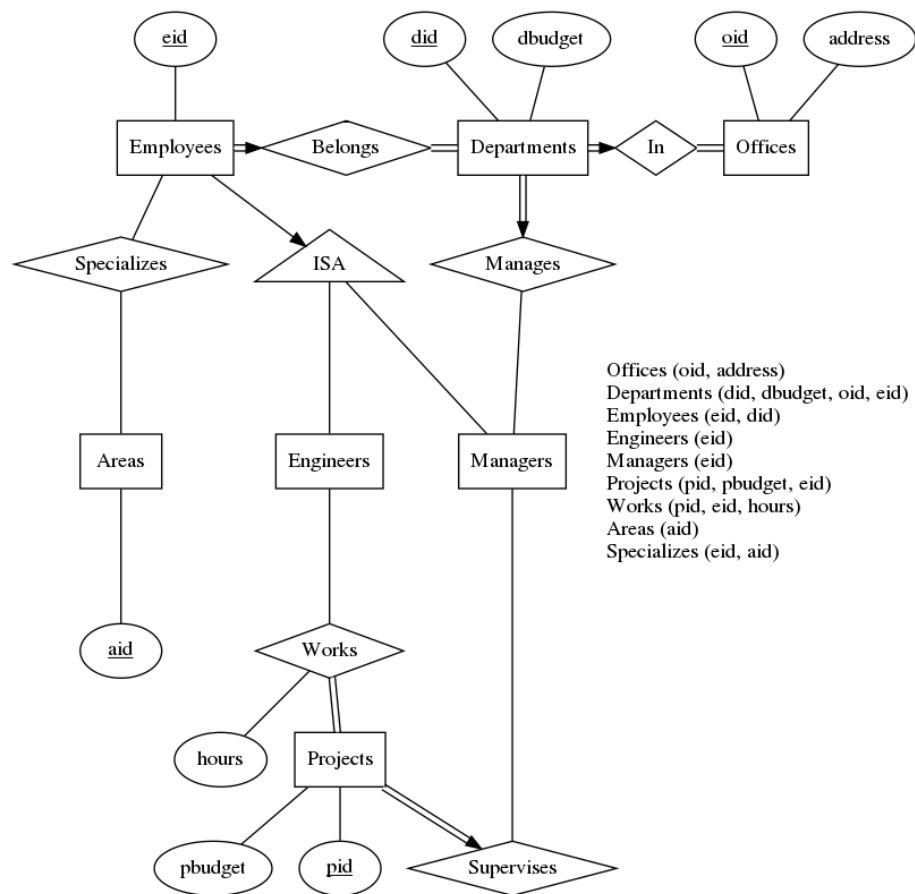 eid
did
dbudget
oid
address
Employees
Belongs
Departments
In
Offices
Specializes
ISA
Manages
Offices (oid, address)
Departments (did, dbudget, oid, eid)
Employees (eid, did)
Engineers (eid)
Managers (eid)
Projects (pid, pbudget, eid)
Works (pid, eid, hours)
Areas (aid)
Specializes (eid, aid)
Areas
Engineers
Managers
aid
Works
hours
Projects
pbudget
pid
Supervises